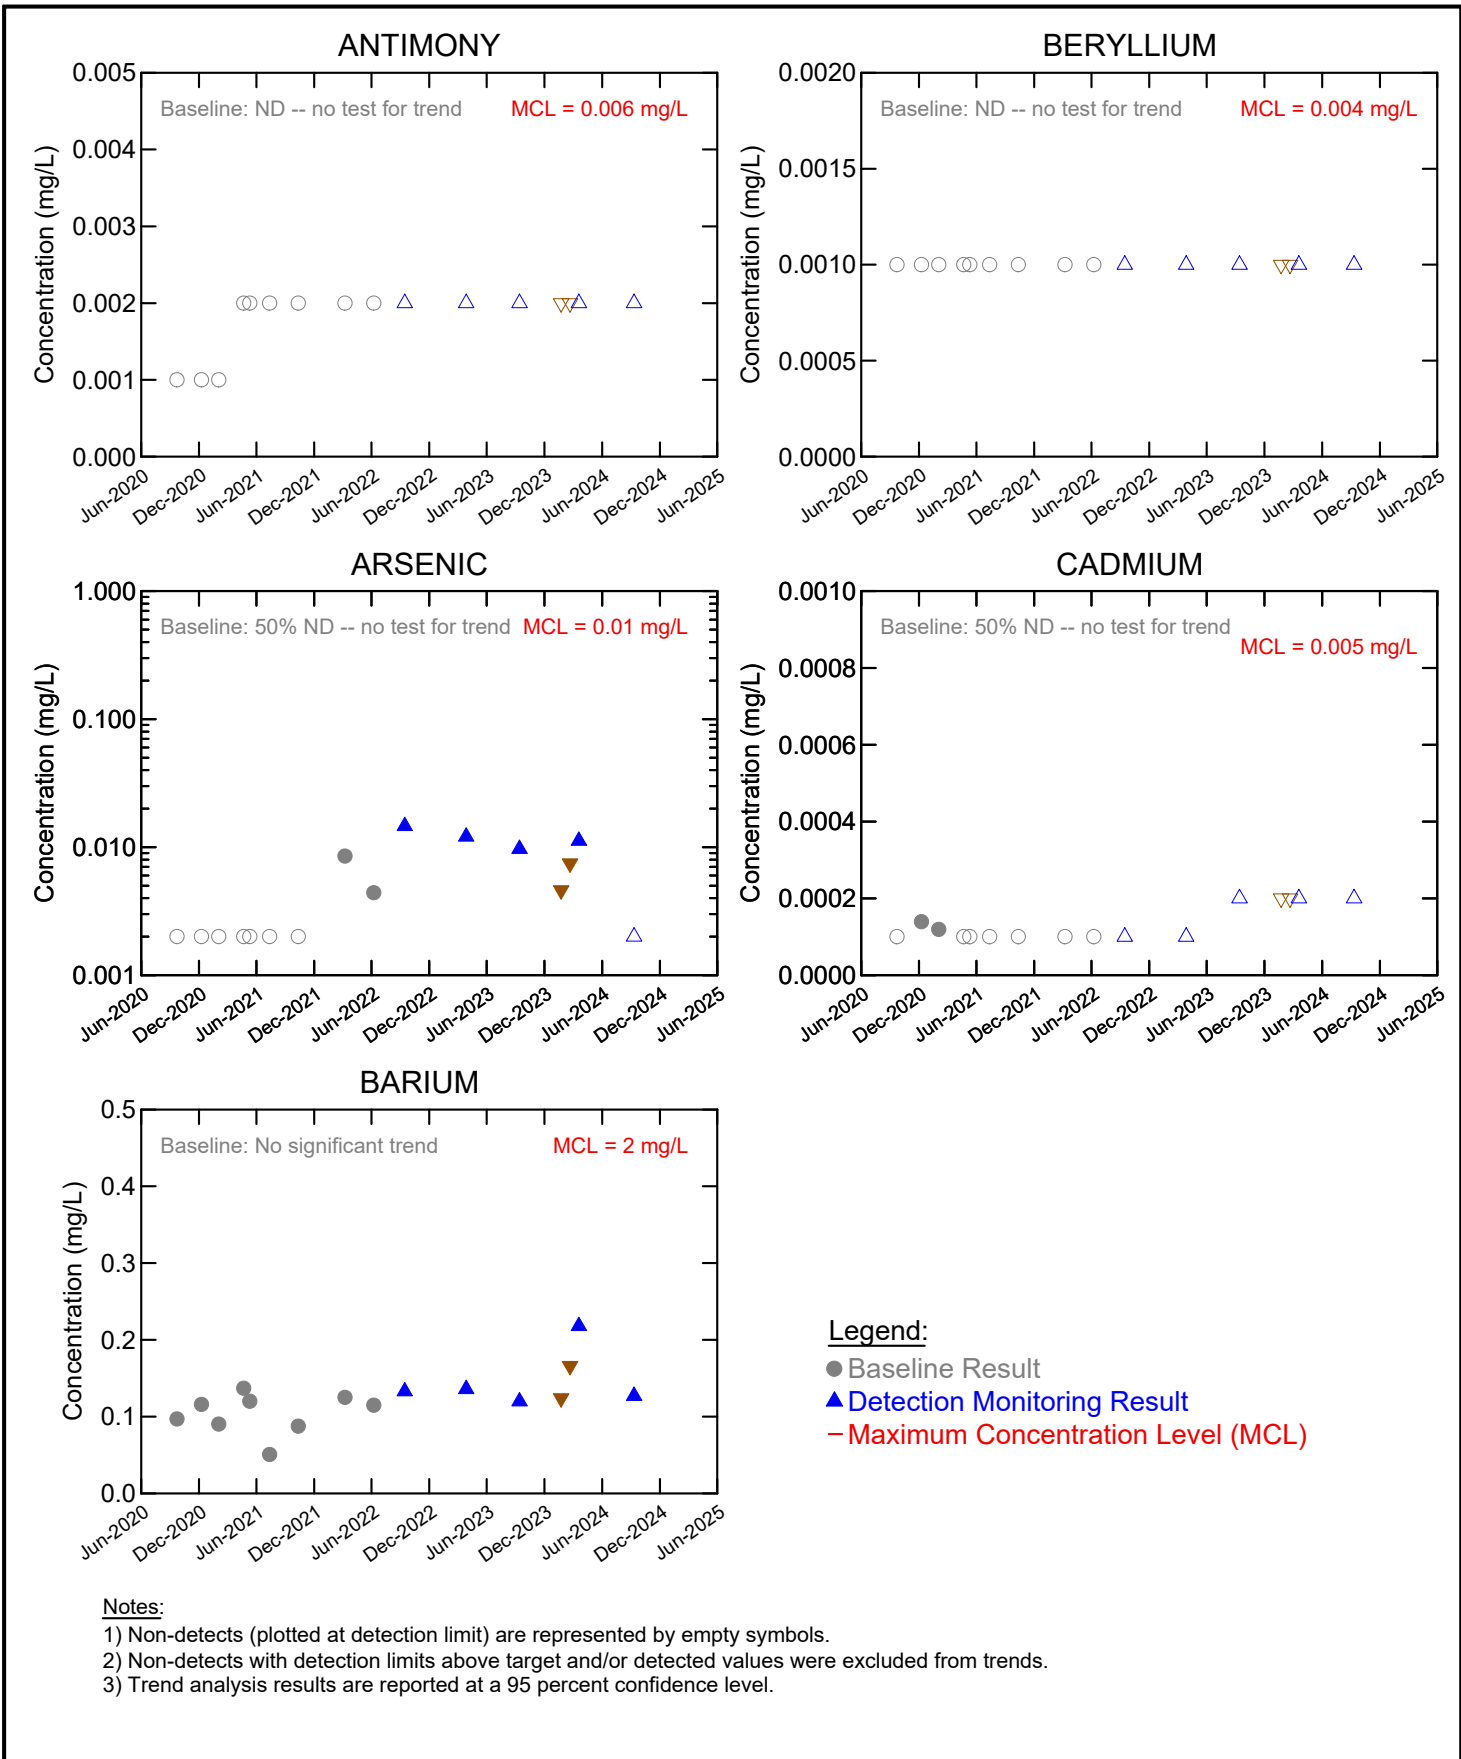 ANTIMONY
Baseline: ND -- no test for trend
MCL = 0.006 mg/L
Concentration (mg/L)
0.005
0.004
0.003
0.002
0.001
0.000
Jun-2020
Dec-2020
Jun-2021
Dec-2021
Jun-2022
Dec-2022
Jun-2023
Dec-2023
Jun-2024
Dec-2024
Jun-2025
BERYLLIUM
Baseline: ND -- no test for trend
MCL = 0.004 mg/L
Concentration (mg/L)
0.0020
0.0015
0.0010
0.0005
0.0000
Jun-2020
Dec-2020
Jun-2021
Dec-2021
Jun-2022
Dec-2022
Jun-2023
Dec-2023
Jun-2024
Dec-2024
Jun-2025
ARSENIC
Baseline: 50% ND -- no test for trend
MCL = 0.01 mg/L
Concentration (mg/L)
1.000
0.100
0.010
0.001
Jun-2020
Dec-2020
Jun-2021
Dec-2021
Jun-2022
Dec-2022
Jun-2023
Dec-2023
Jun-2024
Dec-2024
Jun-2025
CADMIUM
Baseline: 50% ND -- no test for trend
MCL = 0.005 mg/L
Concentration (mg/L)
0.0010
0.0008
0.0006
0.0004
0.0002
0.0000
Jun-2020
Dec-2020
Jun-2021
Dec-2021
Jun-2022
Dec-2022
Jun-2023
Dec-2023
Jun-2024
Dec-2024
Jun-2025
BARIUM
Baseline: No significant trend
MCL = 2 mg/L
Concentration (mg/L)
0.5
0.4
0.3
0.2
0.1
0.0
Jun-2020
Dec-2020
Jun-2021
Dec-2021
Jun-2022
Dec-2022
Jun-2023
Dec-2023
Jun-2024
Dec-2024
Jun-2025
Legend:
Baseline Result
Detection Monitoring Result
Maximum Concentration Level (MCL)
Notes:
1) Non-detects (plotted at detection limit) are represented by empty symbols.
2) Non-detects with detection limits above target and/or detected values were excluded from trends.
3) Trend analysis results are reported at a 95 percent confidence level.